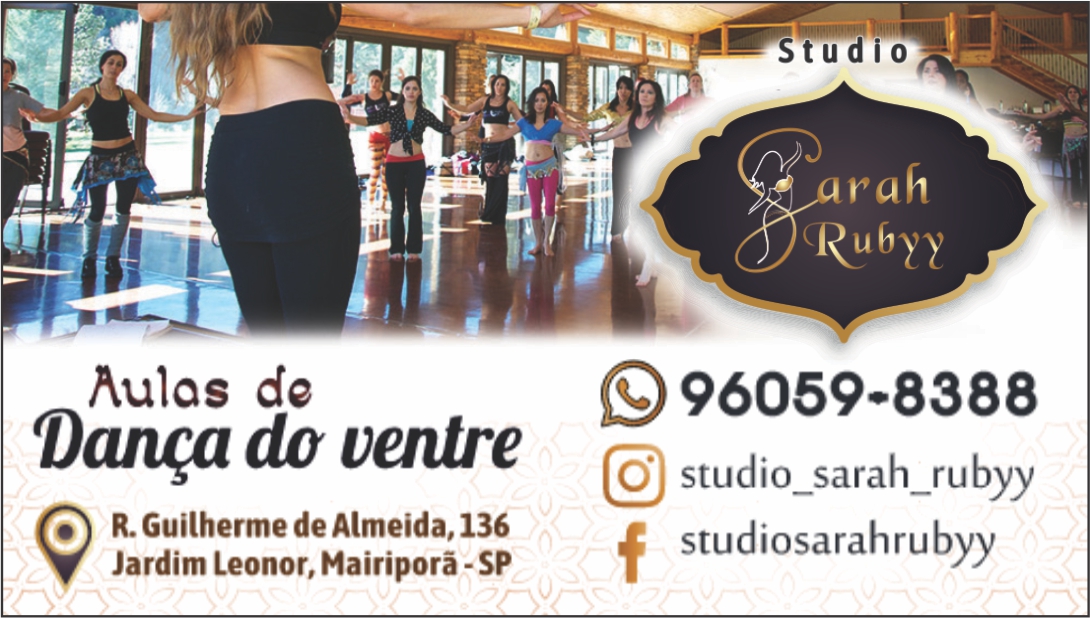 Studio
Sarah
Rubyy
Aulas de
Dança do ventre
R. Guilherme de Almeida, 136
Jardim Leonor, Mairiporã - SP
96059-8388
studio_sarah_rubyy
studiosarahrubyy